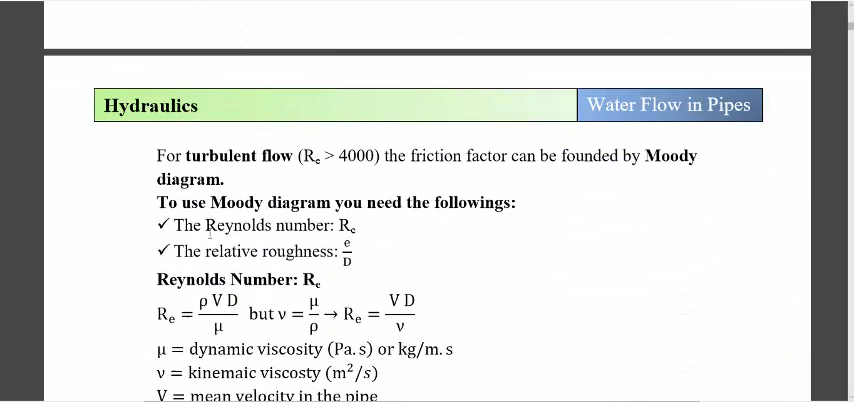 Hydraulics
Water Flow in Pipes
For turbulent flow (Rₑ > 4000) the friction factor can be founded by Moody
diagram.
To use Moody diagram you need the followings:
✓ The Reynolds number: Rₑ
✓ The relative roughness: e/D
Reynolds Number: Rₑ
Rₑ = ρ V D / μ but ν = μ / ρ → Rₑ = V D / ν
μ = dynamic viscosity (Pa. s) or kg/m. s
ν = kinemaic viscosty (m²/s)
V = mean velocity in the pipe